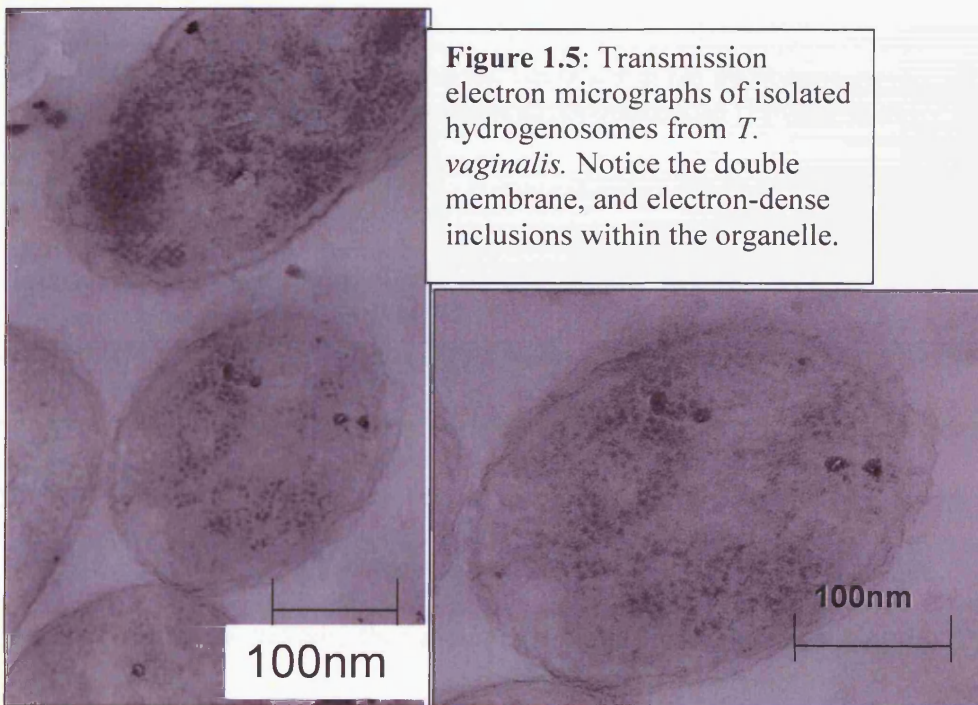 Figure 1.5: Transmission
electron micrographs of isolated
hydrogenosomes from T.
vaginalis. Notice the double
membrane, and electron-dense
inclusions within the organelle.
100nm
100nm